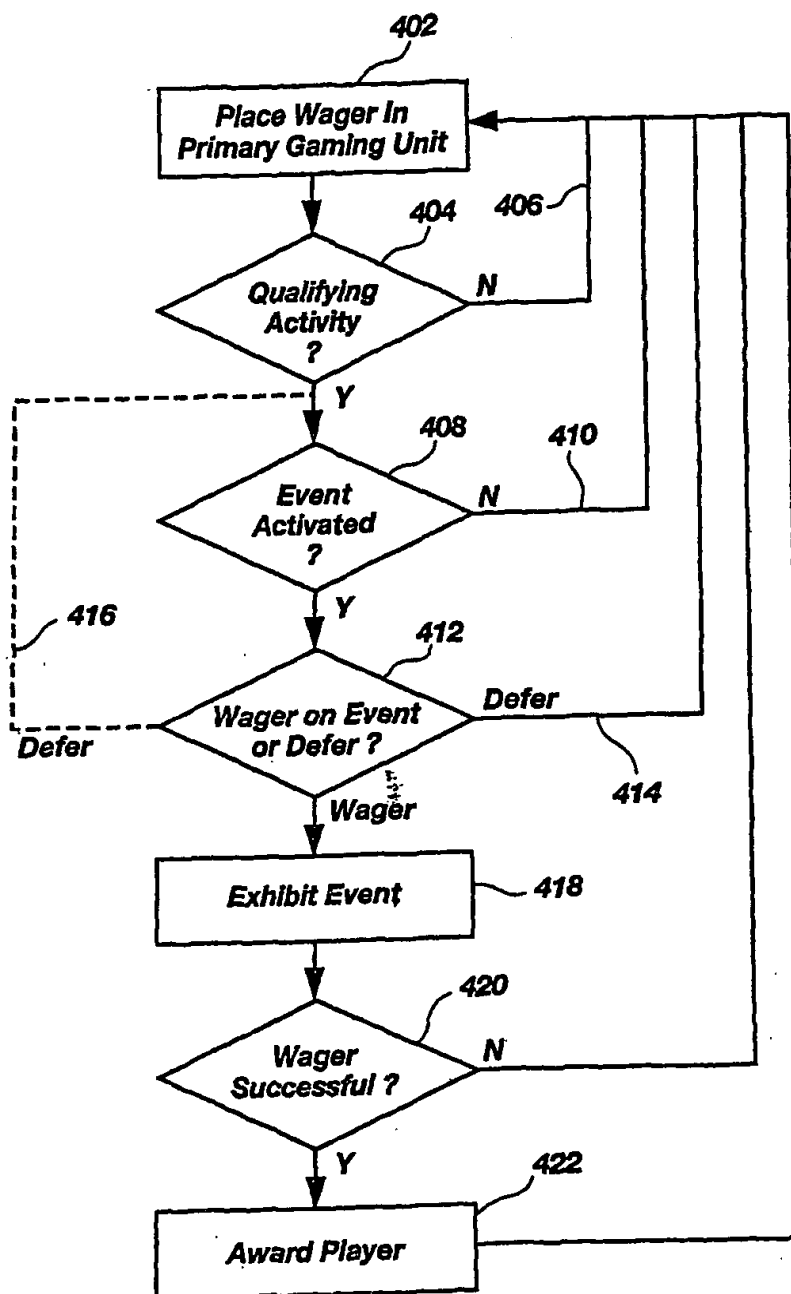 402
Place Wager In
Primary Gaming Unit
404
406
Qualifying
Activity
?
N
Y
408
410
Event
Activated
?
N
Y
416
412
Wager on Event
or Defer ?
Defer
Defer
414
Wager
Exhibit Event
418
420
Wager
Successful ?
N
Y
422
Award Player